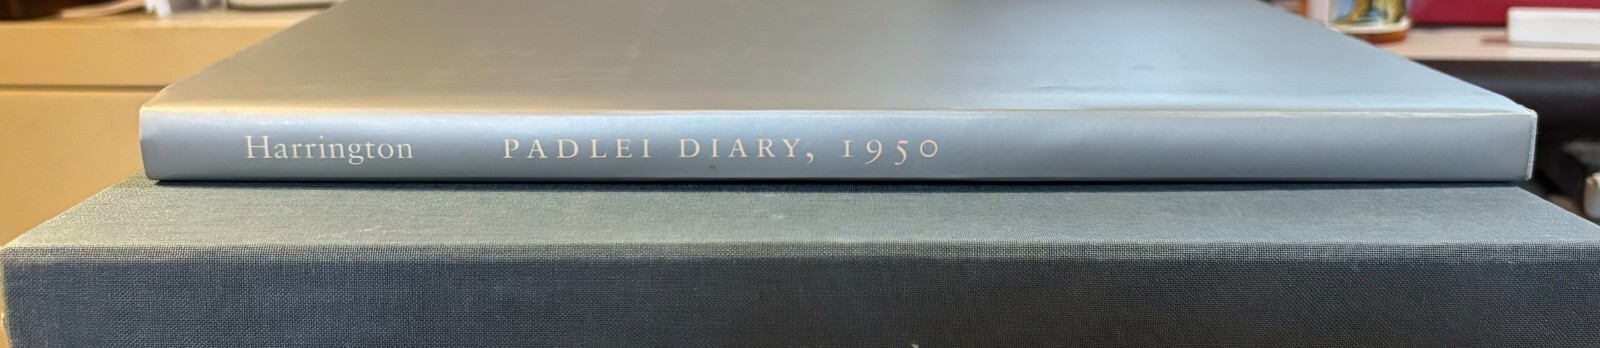 Harrington PADLEI DIARY, 1950